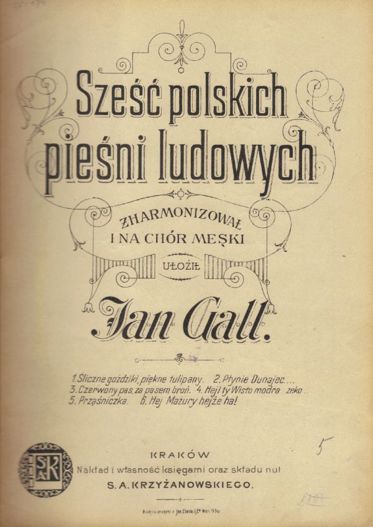 Sześć polskich
pieśni ludowych
ZHARMONIZOWAŁ
I NA CHÓR MĘSKI
UŁOŻIŁ
Jan Gall.
1. Śliczne gożdziki, piękne tulipany. 2. Płynie Dunajec....
3. Czerwony pas, za pasem broń. 4. Hej! ty Wisło modra rzeko...
5. Prząśniczka. 6. Hej Mazury hejże ha!
5
KRAKÓW
Nakład i własność księgarni oraz składu nut
S. A. KRZYŻANOWSKIEGO.